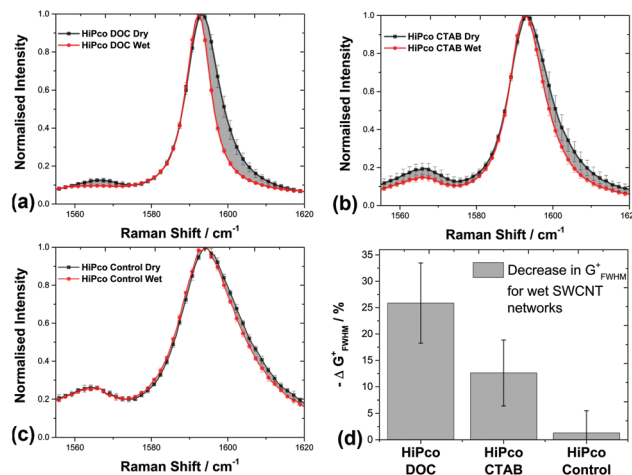 HiPco DOC Dry
HiPco DOC Wet
Normalised Intensity
1.0
0.8
0.6
0.4
0.2
0.0
1560
1580
1600
1620
Raman Shift / cm-1
(a)
HiPco CTAB Dry
HiPco CTAB Wet
Normalised Intensity
1.0
0.8
0.6
0.4
0.2
0.0
1560
1580
1600
1620
Raman Shift / cm-1
(b)
HiPco Control Dry
HiPco Control Wet
Normalised Intensity
1.0
0.8
0.6
0.4
0.2
0.0
1560
1580
1600
1620
Raman Shift / cm-1
(c)
Decrease in G+FWHM
for wet SWCNT
networks
- Δ G+FWHM / %
35
30
25
20
15
10
5
0
HiPco HiPco HiPco
DOC CTAB Control
(d)